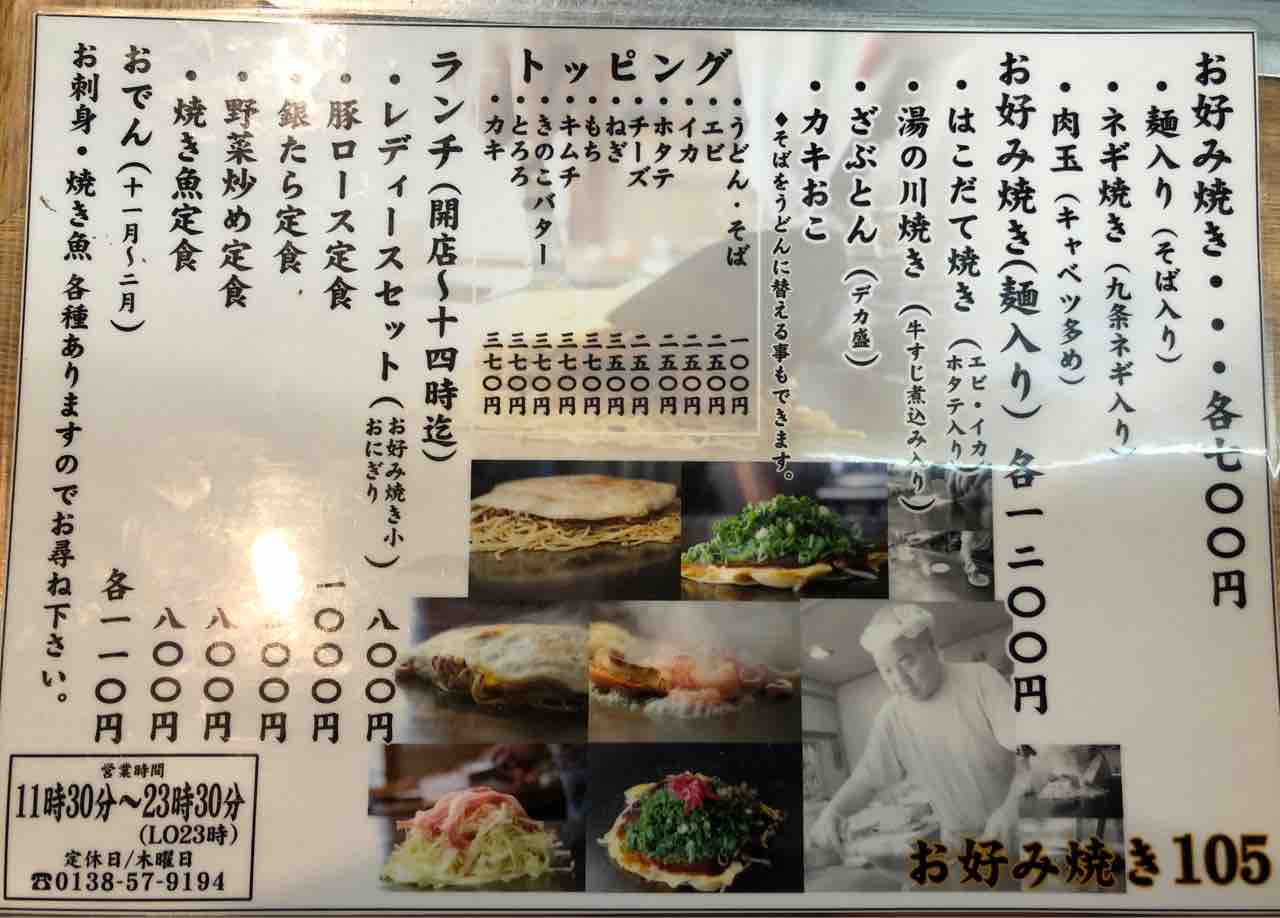 お好み焼き・・各七〇〇円
・麺入り(そば入り)
・ネギ焼き(九条ネギ入り)
・肉玉(キャベツ多め)
お好み焼き(麺入り)各一二〇〇円
・はこだて焼き(エビ・イカ
ホタテ入り)
・湯の川焼き(牛すじ煮込み入り)
・ざぶとん(デカ盛)
・カキおこ
◆そばをうどんに替える事もできます。
トッピング
・うどん・そば 一〇〇円
・エビ 二五〇円
・イカ 二五〇円
・ホタテ 二五〇円
・チーズ 二五〇円
・ねぎ 三五〇円
・もち 三七〇円
・キムチ 三七〇円
・きのこバター 三七〇円
・とろろ 三七〇円
・カキ 三七〇円
ランチ(開店〜十四時迄)
・レディースセット(お好み焼き小
おにぎり) 八〇〇円
・豚ロース定食 一〇〇〇円
・銀たら定食 〇〇円
・野菜炒め定食 八〇〇円
・焼き魚定食 八〇〇円
おでん(十一月〜二月) 各一一〇円
お刺身・焼き魚 各種ありますのでお尋ね下さい。
営業時間
11時30分〜23時30分
(LO23時)
定休日/木曜日
☎0138-57-9194
お好み焼き105